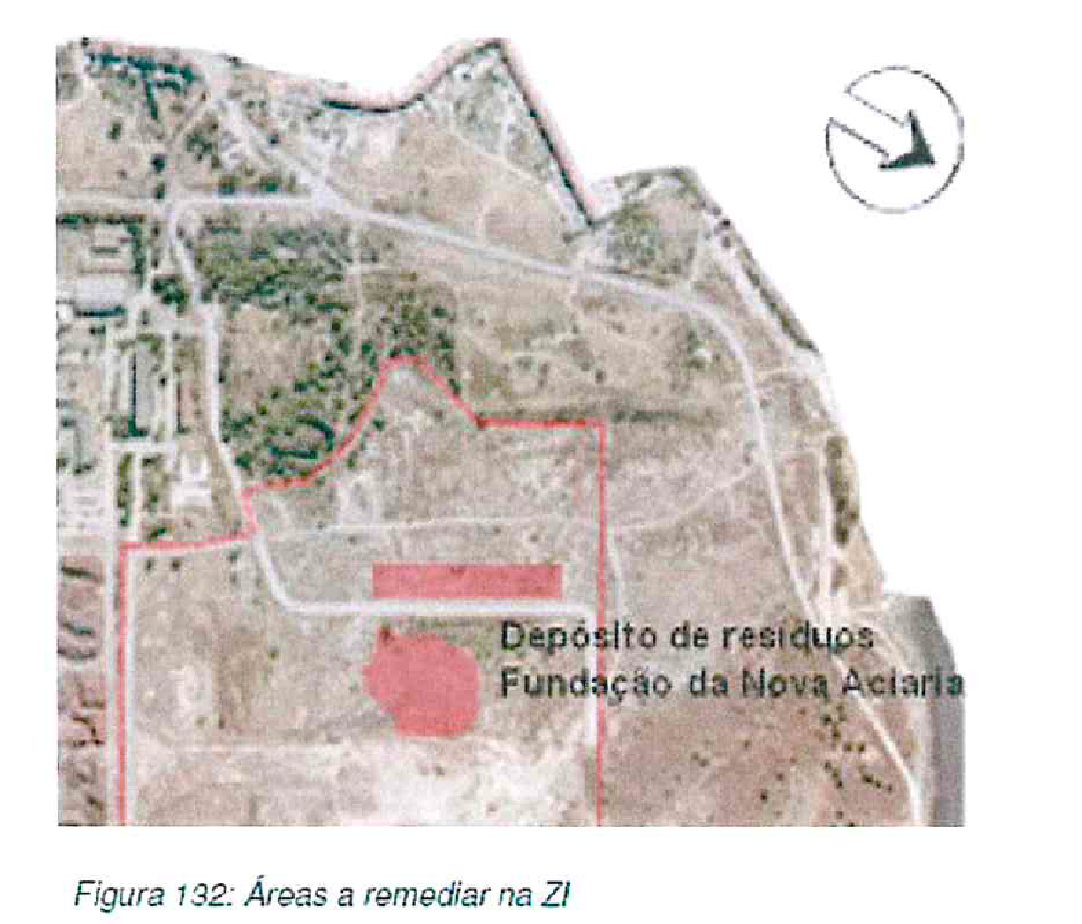 Depósito de resíduos
Fundação da Nova Aciaria
Figura 132: Áreas a remediar na ZI